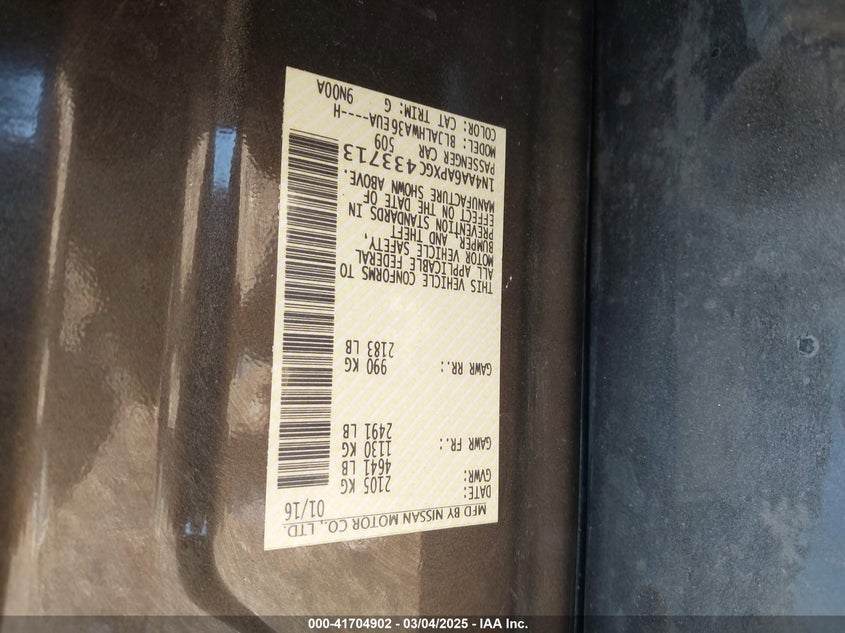 MFD BY NISSAN MOTOR CO., LTD.
DATE: 01/16
GVWR: 2105 KG
4641 LB
GAWR FR.: 1130 KG
2491 LB
GAWR RR.: 990 KG
2183 LB
THIS VEHICLE CONFORMS TO
ALL APPLICABLE FEDERAL
MOTOR VEHICLE SAFETY,
BUMPER, AND THEFT
PREVENTION STANDARDS IN
EFFECT ON THE DATE OF
MANUFACTURE SHOWN ABOVE.
1N4AA6APXGC433713
PASSENGER CAR 509
MODEL: BLJALHWA36EUA----H
COLOR: CAT TRIM: G 9N00A
000-41704902 - 03/04/2025 - IAA Inc.